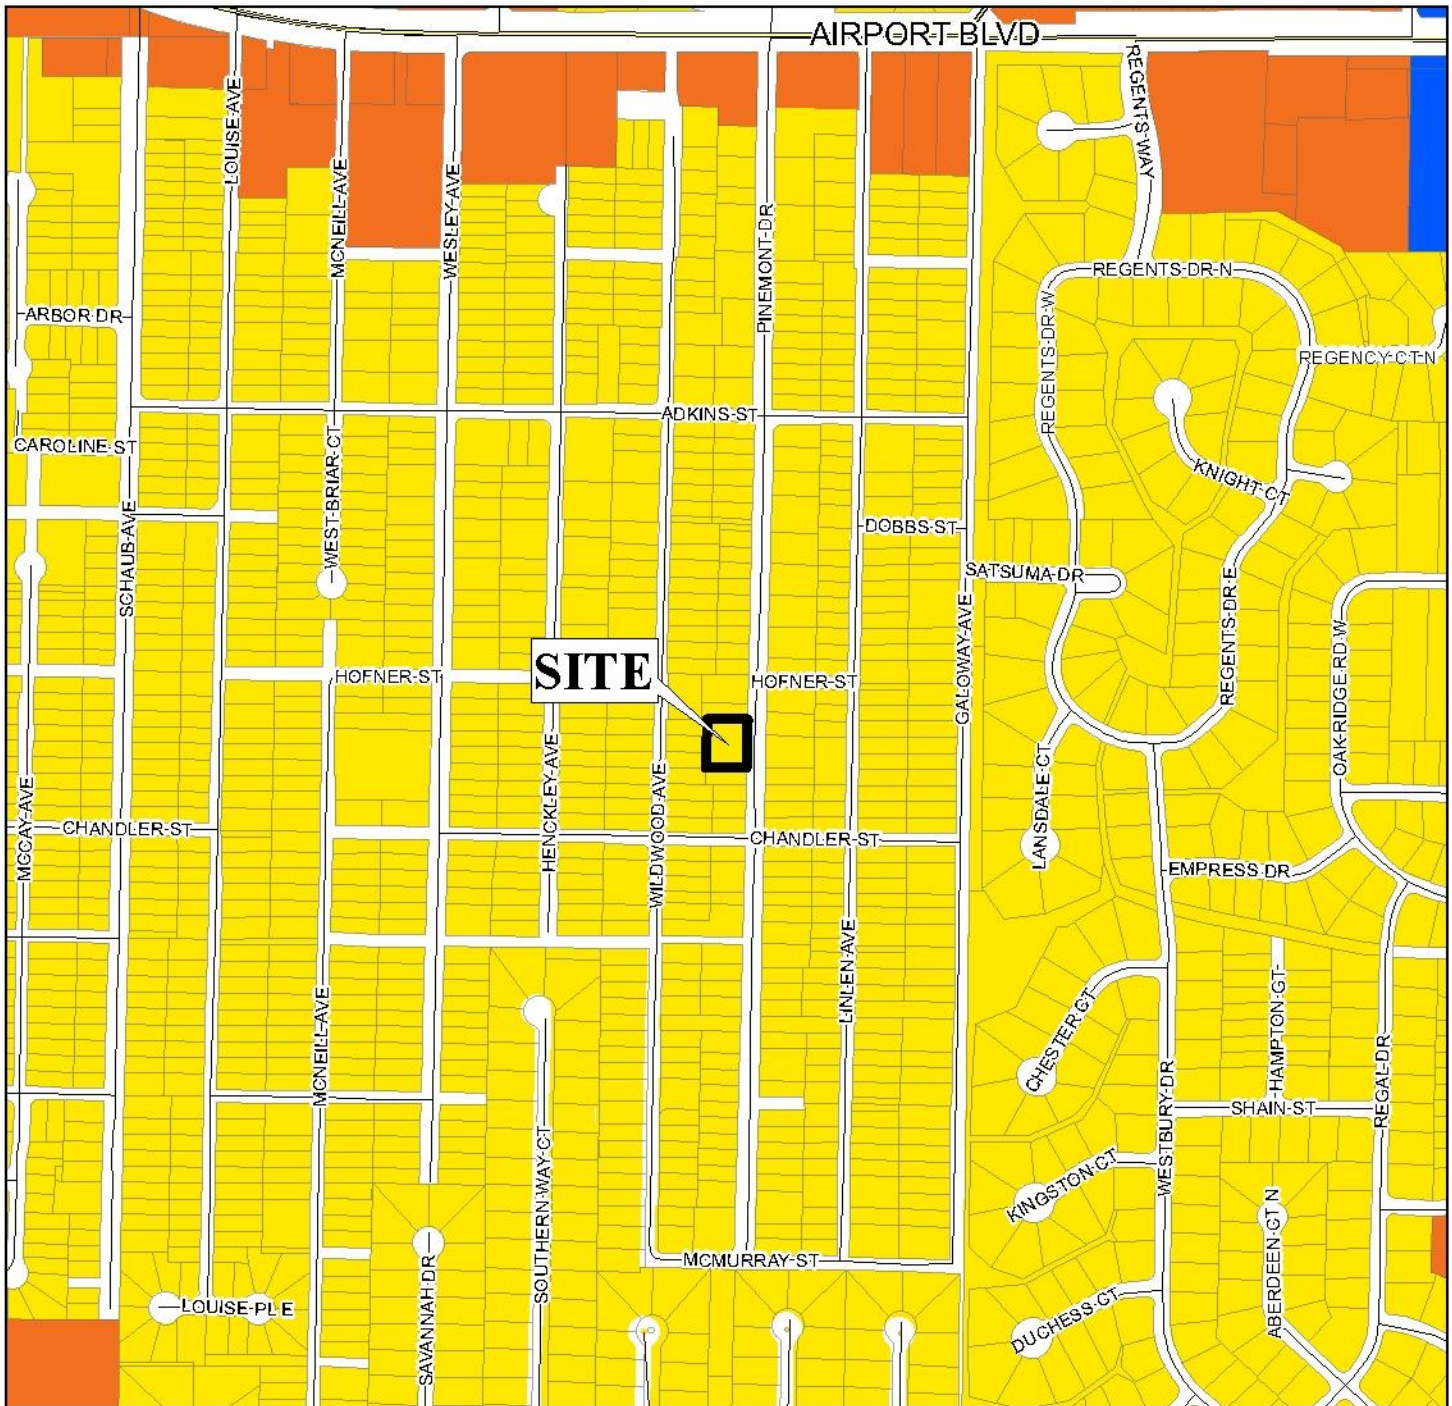 AIRPORT BLVD
REGENTS WAY
LOUISE AVE
MCNEILL AVE
WESLEY AVE
PINEMONT DR
REGENTS DR N
REGENTS DR W
ARBOR DR
REGENCY CT N
ADKINS ST
CAROLINE ST
WEST BRIAR CT
KNIGHT CT
SCHAUB AVE
DOBBS ST
SATSUMA DR
REGENTS DR E
GALOWAY AVE
OAK RIDGE RD W
SITE
HOFNER ST
HOFNER ST
LANSDALE CT
HENCKLEY AVE
WILDWOOD AVE
MCCAY AVE
CHANDLER ST
CHANDLER ST
EMPRESS DR
LINLEN AVE
MCNEILL AVE
CHESTER CT
HAMPTON GT
WESTBURY DR
REGAL DR
SHAIN ST
SOUTHERN WAY CT
KINGSTON CT
ABERDEEN CT N
MCMURRAY ST
SAVANNAH DR
LOUISE PL E
DUCHESS CT